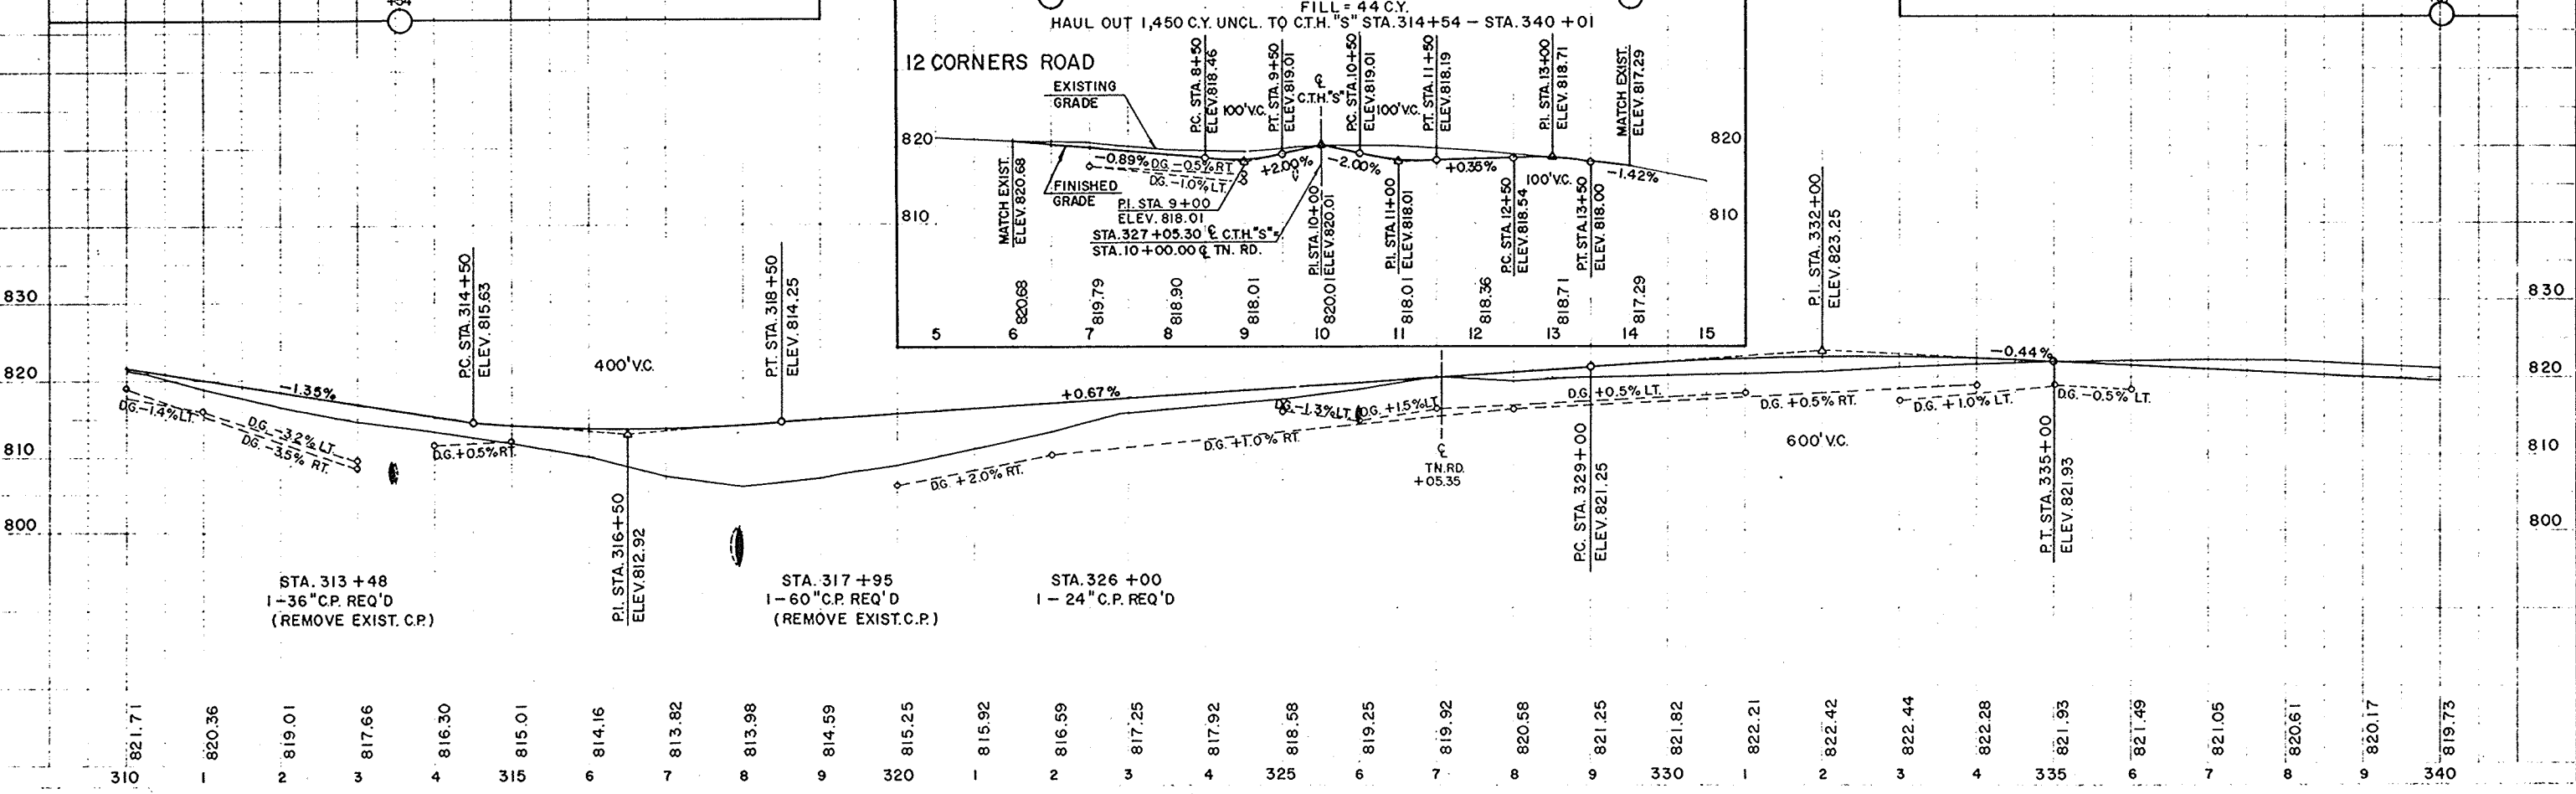 FILL = 44 C.Y.
HAUL OUT 1,450 C.Y. UNCL. TO C.T.H. "S" STA. 314+54 – STA. 340+01
12 CORNERS ROAD
EXISTING
GRADE
P.C. STA. 8+50
ELEV. 818.46
100' V.C.
P.T. STA. 9+50
ELEV. 819.01
℄
C.T.H. "S"
P.C. STA. 10+50
ELEV. 819.01
100' V.C.
P.T. STA. 11+50
ELEV. 818.19
P.I. STA. 13+00
ELEV. 818.71
MATCH EXIST.
ELEV. 817.29
820
820
-0.89%
D.G. -0.5% RT.
D.G. -1.0% LT.
+2.00%
-2.00%
+0.35%
100' V.C.
-1.42%
MATCH EXIST.
ELEV. 820.68
FINISHED
GRADE
P.I. STA. 9+00
ELEV. 818.01
STA. 327+05.30 ℄ C.T.H. "S" =
STA. 10+00.00 ℄ TN. RD.
P.I. STA. 10+00
ELEV. 820.01
P.I. STA. 11+00
ELEV. 818.01
P.C. STA. 12+50
ELEV. 818.54
P.T. STA. 13+50
ELEV. 818.00
810
810
820.68 819.79 818.90 818.01 820.01 818.01 818.36 818.71 817.29
5 6 7 8 9 10 11 12 13 14 15
830
830
820
820
810
810
800
800
P.C. STA. 314+50
ELEV. 815.63
400' V.C.
P.T. STA. 318+50
ELEV. 814.25
P.I. STA. 332+00
ELEV. 823.25
-1.35%
+0.67%
-0.44%
D.G. -1.4% LT.
D.G. -3.2% LT.
D.G. -3.5% RT.
D.G. +0.5% RT.
D.G. +2.0% RT.
D.G. +1.0% RT.
D.G. -1.3% LT.
D.G. +1.5% LT.
D.G. +0.5% LT.
D.G. +0.5% RT.
D.G. +1.0% LT.
D.G. -0.5% LT.
℄
TN. RD.
+05.35
600' V.C.
P.I. STA. 316+50
ELEV. 812.92
P.C. STA. 329+00
ELEV. 821.25
P.T. STA. 335+00
ELEV. 821.93
STA. 313+48
1-36" C.P. REQ'D
(REMOVE EXIST. C.P.)
STA. 317+95
1-60" C.P. REQ'D
(REMOVE EXIST. C.P.)
STA. 326+00
1-24" C.P. REQ'D
821.71 820.36 819.01 817.66 816.30 815.01 814.16 813.82 813.98 814.59 815.25 815.92 816.59 817.25 817.92 818.58 819.25 819.92 820.58 821.25 821.82 822.21 822.42 822.44 822.28 821.93 821.49 821.05 820.61 820.17 819.73
310 1 2 3 4 315 6 7 8 9 320 1 2 3 4 325 6 7 8 9 330 1 2 3 4 335 6 7 8 9 340